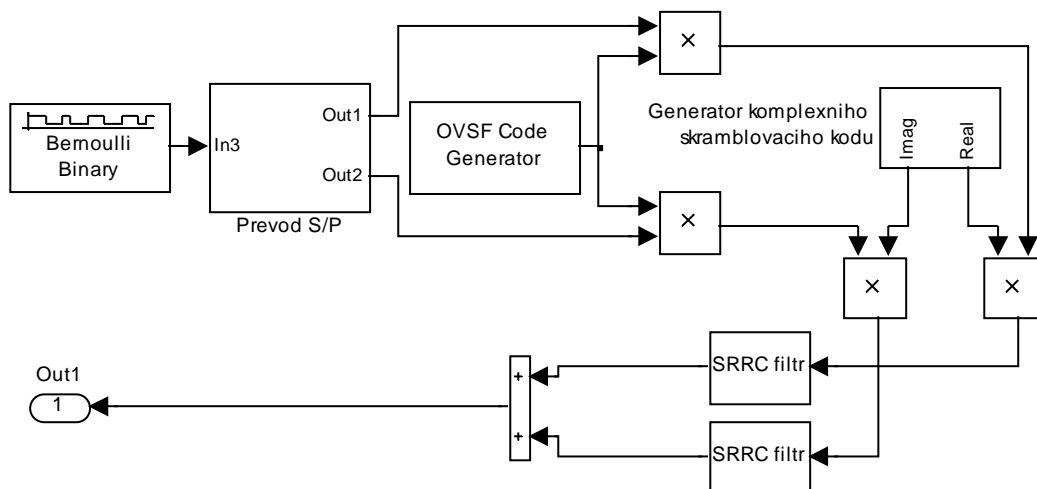 ×
Generator komplexniho
skramblovaciho kodu
Imag
Real
Bernoulli
Binary
In3
Out1
Out2
Prevod S/P
OVSF Code
Generator
×
×
×
SRRC filtr
Out1
1
+
+
SRRC filtr